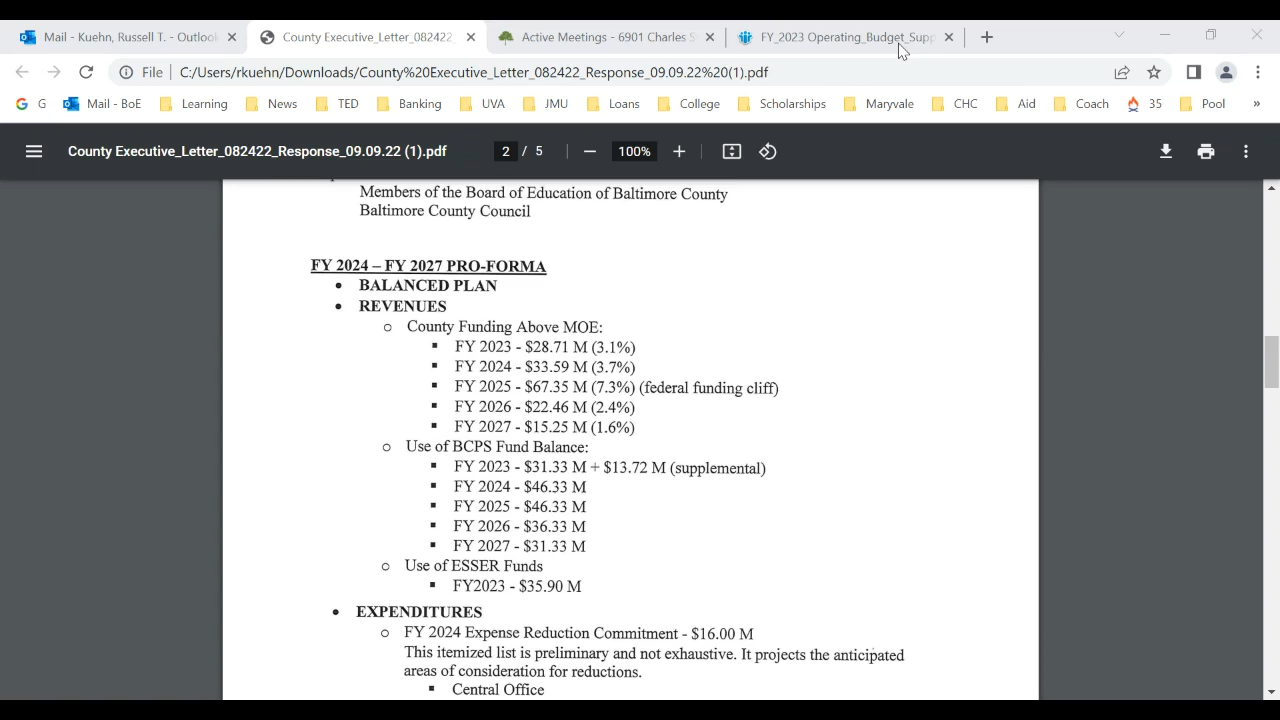 Mail - Kuehn, Russell T. - Outlook
County Executive_Letter_082422
Active Meetings - 6901 Charles S
FY_2023 Operating_Budget_Supp
File
C:/Users/rkuehn/Downloads/County%20Executive_Letter_082422_Response_09.09.22%20(1).pdf
G G Mail - BoE Learning News TED Banking UVA JMU Loans College Scholarships Maryvale CHC Aid Coach 35 Pool »
County Executive_Letter_082422_Response_09.09.22 (1).pdf 2 / 5 100%
Members of the Board of Education of Baltimore County
Baltimore County Council
FY 2024 – FY 2027 PRO-FORMA
• BALANCED PLAN
• REVENUES
o County Funding Above MOE:
▪ FY 2023 - $28.71 M (3.1%)
▪ FY 2024 - $33.59 M (3.7%)
▪ FY 2025 - $67.35 M (7.3%) (federal funding cliff)
▪ FY 2026 - $22.46 M (2.4%)
▪ FY 2027 - $15.25 M (1.6%)
o Use of BCPS Fund Balance:
▪ FY 2023 - $31.33 M + $13.72 M (supplemental)
▪ FY 2024 - $46.33 M
▪ FY 2025 - $46.33 M
▪ FY 2026 - $36.33 M
▪ FY 2027 - $31.33 M
o Use of ESSER Funds
▪ FY2023 - $35.90 M
• EXPENDITURES
o FY 2024 Expense Reduction Commitment - $16.00 M
This itemized list is preliminary and not exhaustive. It projects the anticipated
areas of consideration for reductions.
▪ Central Office